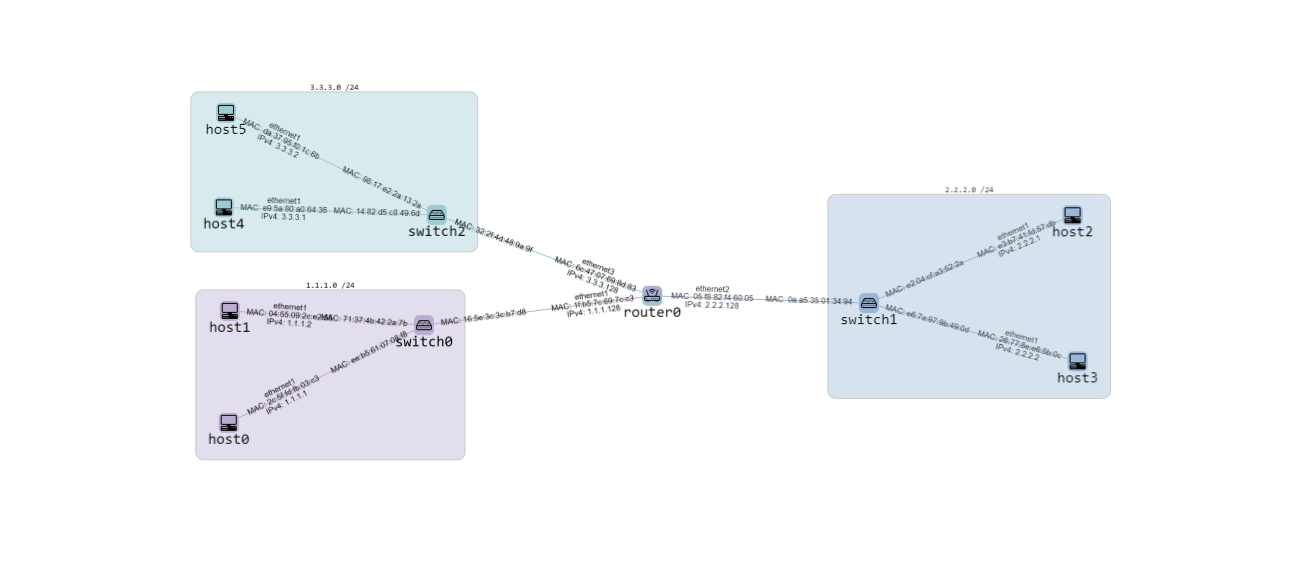 3.3.3.0 /24
host5
ethernet1
MAC: da:37:95:f0:1c:6b
IPv4: 3.3.3.2
MAC: 86:17:e2:2a:13:2a
host4
ethernet1
MAC: e9:5a:80:a0:64:36
IPv4: 3.3.3.1
MAC: 14:82:d5:c8:49:6d
switch2
MAC: 32:2f:4d:48:9a:9f
ethernet3
MAC: 6c:47:07:69:8d:83
IPv4: 3.3.3.128
1.1.1.0 /24
host1
ethernet1
MAC: 04:55:09:2c:
IPv4: 1.1.1.2
MAC: 71:37:4b:42:2a:7b
switch0
MAC: 16:5e:3c:3c:b7:d8
ethernet1
MAC: 1f:b5:7c:69:7c:c3
IPv4: 1.1.1.128
MAC: ee:b5:61:07:08:f8
host0
ethernet1
MAC: 2c:5f:fd:fb:03:c3
IPv4: 1.1.1.1
router0
ethernet2
MAC: 05:f8:82:f4:60:05
IPv4: 2.2.2.128
2.2.2.0 /24
MAC: 0a:a5:35:01:34:94
switch1
MAC: e2:04:cf:a3:52:2a
ethernet1
MAC: e3:b7:41:fd:57:db
IPv4: 2.2.2.1
host2
MAC: e6:7a:97:9b:49:0d
ethernet1
MAC: 26:77:8e:e6:5b:0c
IPv4: 2.2.2.2
host3